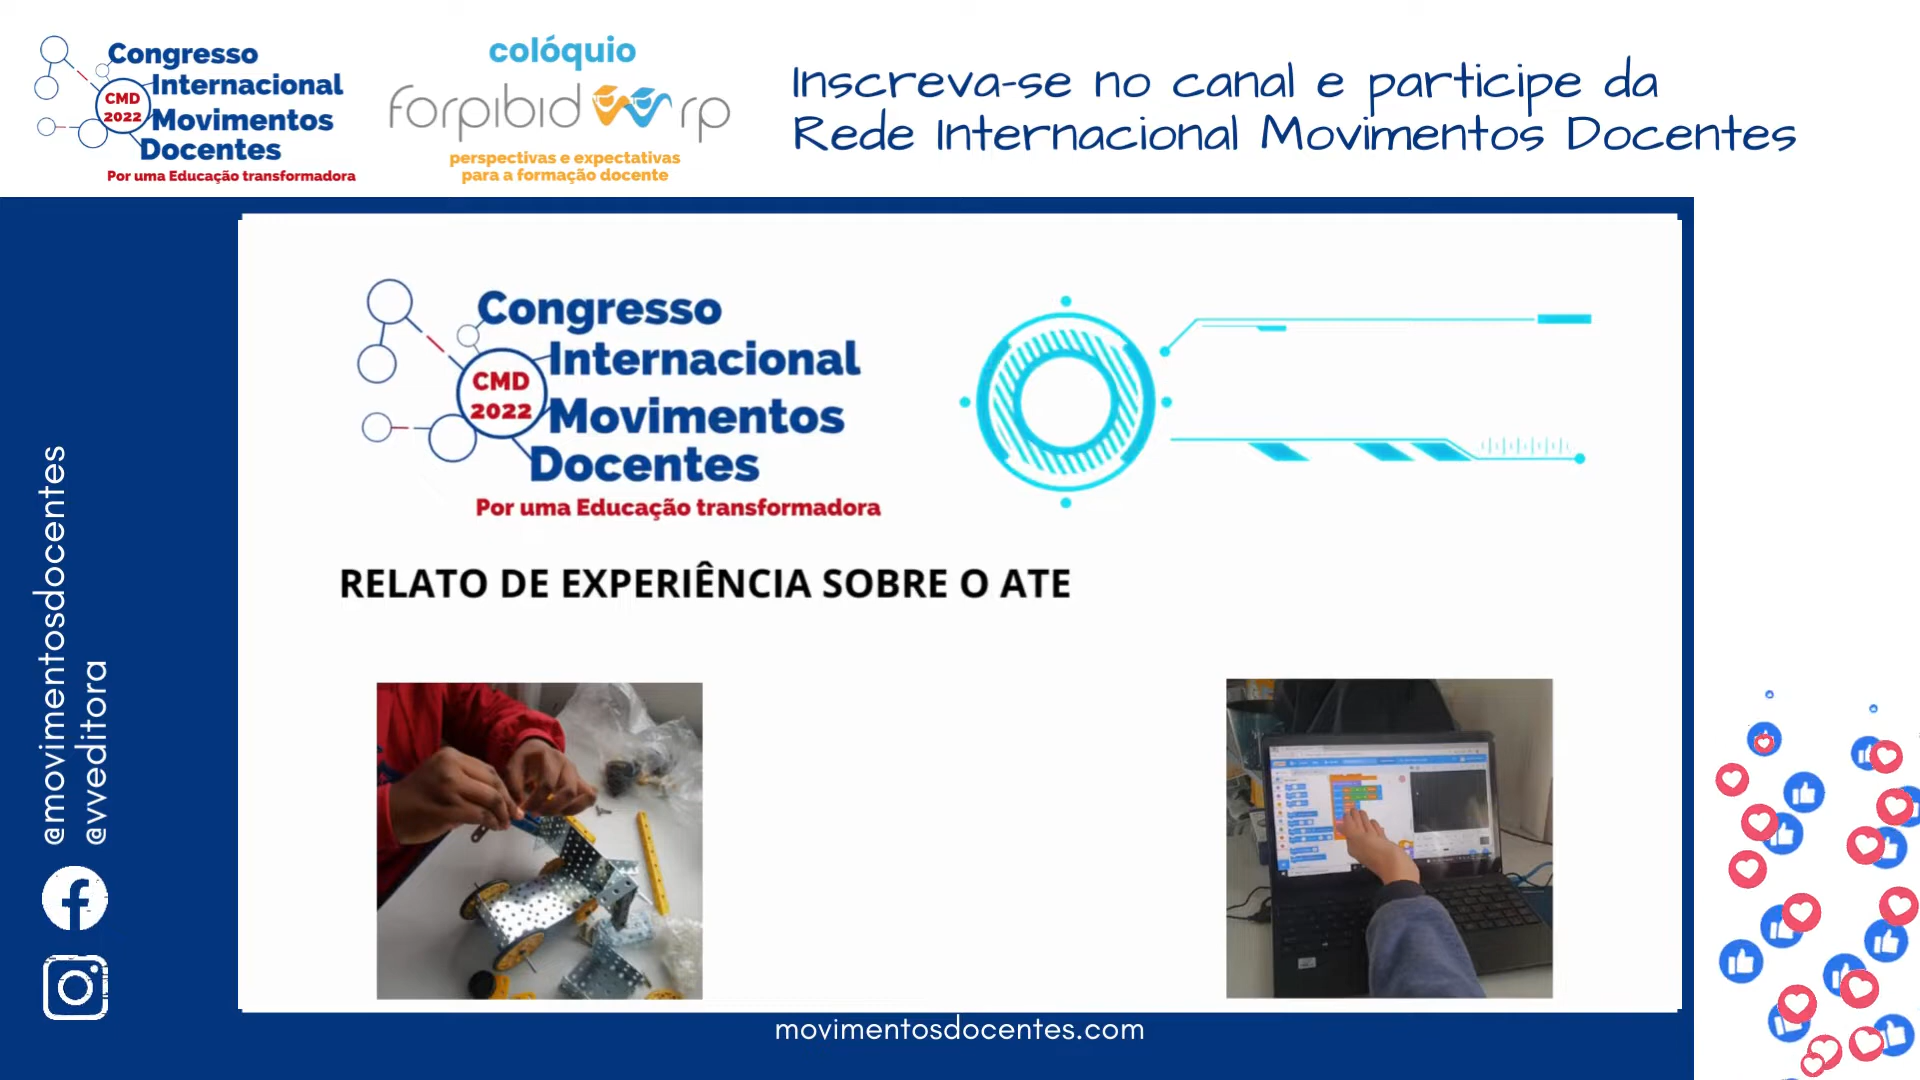 Congresso
Internacional
CMD
2022
Movimentos
Docentes
Por uma Educação transformadora
colóquio
forpibid rp
perspectivas e expectativas
para a formação docente
Inscreva-se no canal e participe da
Rede Internacional Movimentos Docentes
Congresso
Internacional
CMD
2022
Movimentos
Docentes
Por uma Educação transformadora
RELATO DE EXPERIÊNCIA SOBRE O ATE
@movimentosdocentes
@vveditora
movimentosdocentes.com